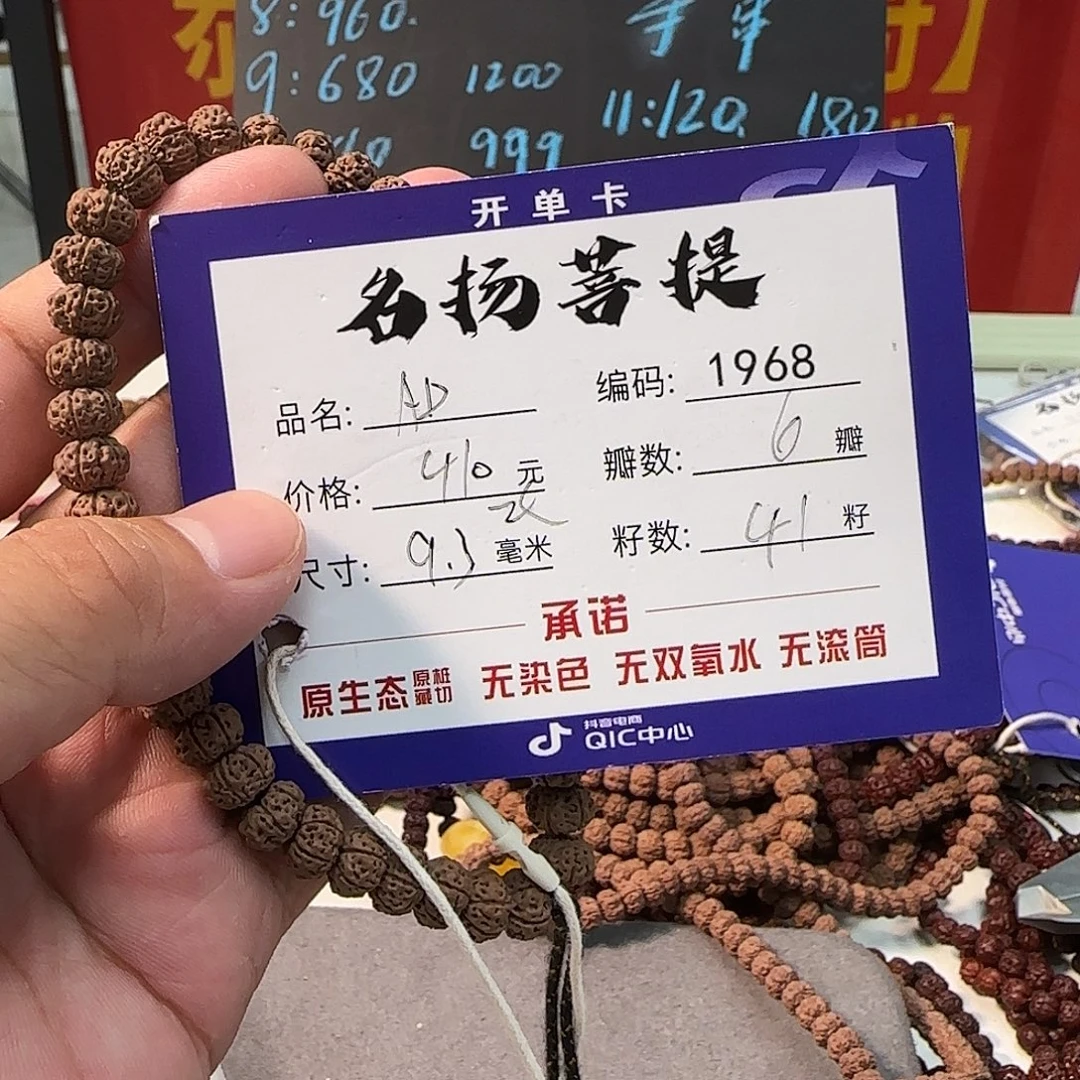 8:960.
9:680 1200
999 11:120 180
开单卡
名扬菩提
品名: AD 编码: 1968
价格: 410 元 瓣数: 6 瓣
尺寸: 9.3 毫米 籽数: 41 籽
承诺
原生态 原桩藏切 无染色 无双氧水 无滚筒
抖音电商
QIC中心